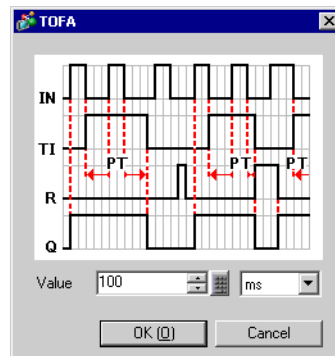 TOFA
IN
TI
PT PT PT
R
Q
Value 100 ms
OK (O) Cancel